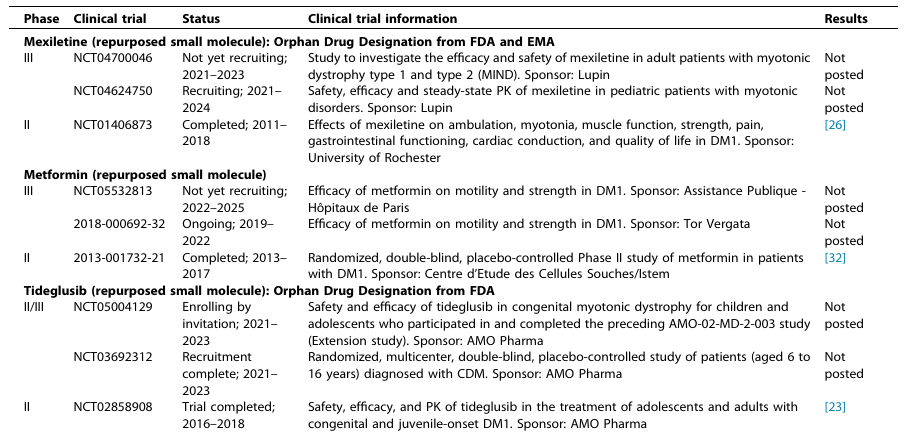 Phase Clinical trial Status Clinical trial information Results
Mexiletine (repurposed small molecule): Orphan Drug Designation from FDA and EMA
III NCT04700046 Not yet recruiting; Study to investigate the efficacy and safety of mexiletine in adult patients with myotonic Not
2021–2023 dystrophy type 1 and type 2 (MIND). Sponsor: Lupin posted
NCT04624750 Recruiting; 2021– Safety, efficacy and steady-state PK of mexiletine in pediatric patients with myotonic Not
2024 disorders. Sponsor: Lupin posted
II NCT01406873 Completed; 2011– Effects of mexiletine on ambulation, myotonia, muscle function, strength, pain, [26]
2018 gastrointestinal functioning, cardiac conduction, and quality of life in DM1. Sponsor:
University of Rochester
Metformin (repurposed small molecule)
III NCT05532813 Not yet recruiting; Efficacy of metformin on motility and strength in DM1. Sponsor: Assistance Publique - Not
2022–2025 Hôpitaux de Paris posted
2018-000692-32 Ongoing; 2019– Efficacy of metformin on motility and strength in DM1. Sponsor: Tor Vergata Not
2022 posted
II 2013-001732-21 Completed; 2013– Randomized, double-blind, placebo-controlled Phase II study of metformin in patients [32]
2017 with DM1. Sponsor: Centre d'Etude des Cellules Souches/Istem
Tideglusib (repurposed small molecule): Orphan Drug Designation from FDA
II/III NCT05004129 Enrolling by Safety and efficacy of tideglusib in congenital myotonic dystrophy for children and Not
invitation; 2021– adolescents who participated in and completed the preceding AMO-02-MD-2-003 study posted
2023 (Extension study). Sponsor: AMO Pharma
NCT03692312 Recruitment Randomized, multicenter, double-blind, placebo-controlled study of patients (aged 6 to Not
complete; 2021– 16 years) diagnosed with CDM. Sponsor: AMO Pharma posted
2023
II NCT02858908 Trial completed; Safety, efficacy, and PK of tideglusib in the treatment of adolescents and adults with [23]
2016–2018 congenital and juvenile-onset DM1. Sponsor: AMO Pharma